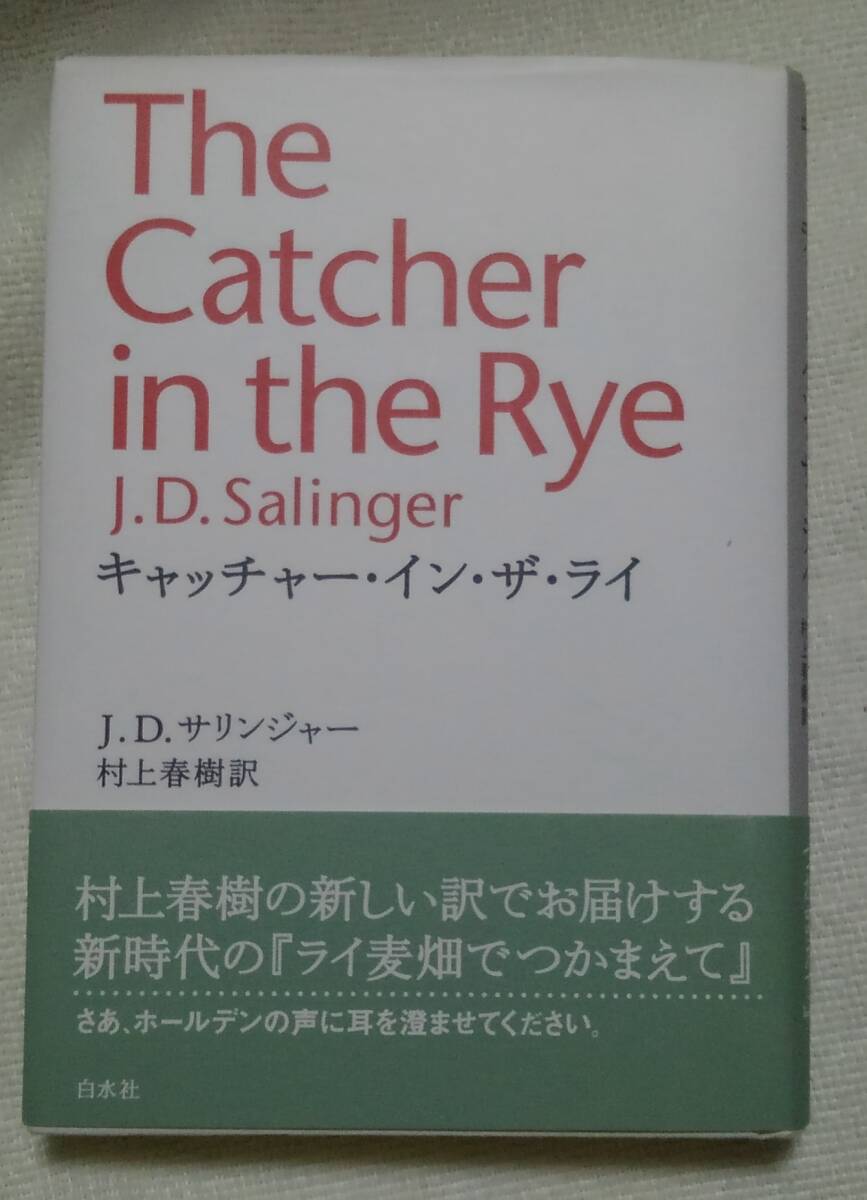 The
Catcher
in the Rye
J.D. Salinger
キャッチャー・イン・ザ・ライ
J.D.サリンジャー
村上春樹訳
村上春樹の新しい訳でお届けする
新時代の『ライ麦畑でつかまえて』
さあ、ホールデンの声に耳を澄ませてください。
白水社